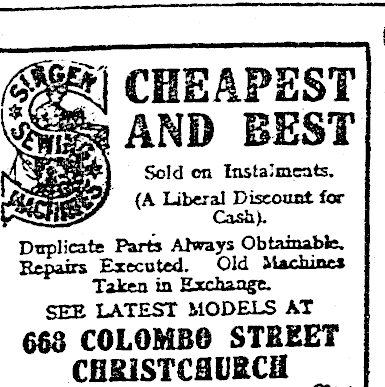 SINGER
SEWING
MACHINES
CHEAPEST
AND BEST
Sold on Instalments.
(A Liberal Discount for
Cash).
Duplicate Parts Always Obtainable.
Repairs Executed. Old Machines
Taken in Exchange.
SEE LATEST MODELS AT
668 COLOMBO STREET
CHRISTCHURCH